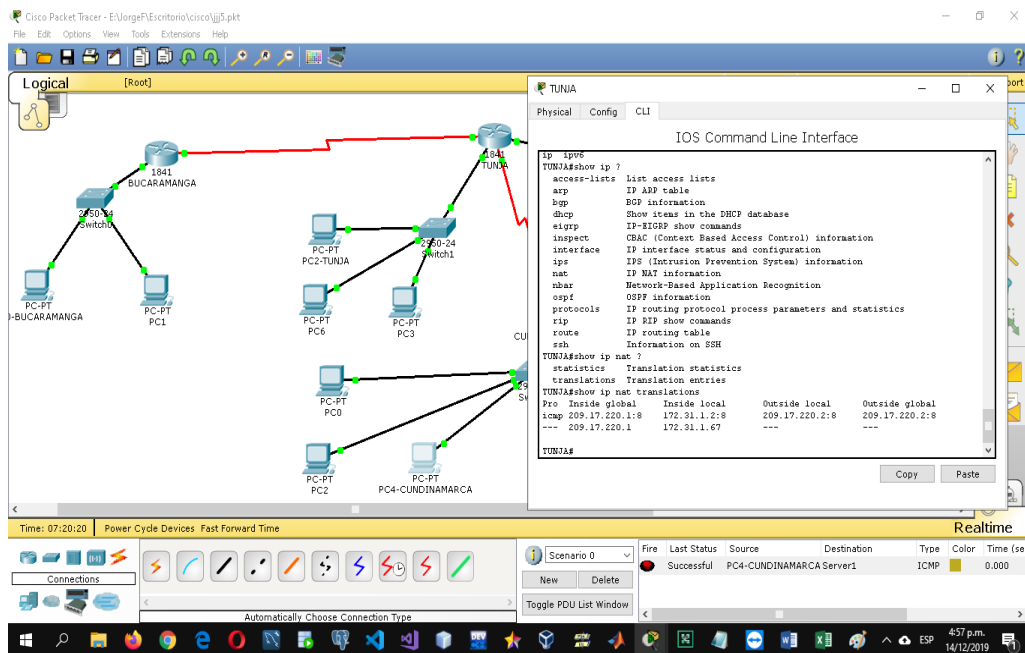 Cisco Packet Tracer - E:\JorgeF\Escritorio\cisco\jjj5.pkt
File Edit Options View Tools Extensions Help
Logical [Root]
1841
BUCARAMANGA
1841
TUNJA
2950-24
Switch0
2950-24
Switch1
PC-PT
PC2-TUNJA
PC-PT
0-BUCARAMANGA
PC-PT
PC1
PC-PT
PC6
PC-PT
PC3
PC-PT
PC0
PC-PT
PC2
PC-PT
PC4-CUNDINAMARCA
TUNJA
Physical Config CLI
IOS Command Line Interface
ip ipv6
TUNJA#show ip ?
access-lists List access lists
arp IP ARP table
bgp BGP information
dhcp Show items in the DHCP database
eigrp IP-EIGRP show commands
inspect CBAC (Context Based Access Control) information
interface IP interface status and configuration
ips IPS (Intrusion Prevention System) information
nat IP NAT information
nbar Network-Based Application Recognition
ospf OSPF information
protocols IP routing protocol process parameters and statistics
rip IP RIP show commands
route IP routing table
ssh Information on SSH
TUNJA#show ip nat ?
statistics Translation statistics
translations Translation entries
TUNJA#show ip nat translations
Pro Inside global Inside local Outside local Outside global
icmp 209.17.220.1:8 172.31.1.2:8 209.17.220.2:8 209.17.220.2:8
--- 209.17.220.1 172.31.1.67 --- ---
TUNJA#
Copy Paste
Time: 07:20:20 Power Cycle Devices Fast Forward Time Realtime
Connections
Automatically Choose Connection Type
Scenario 0
New Delete
Toggle PDU List Window
Fire Last Status Source Destination Type Color Time (se
Successful PC4-CUNDINAMARCA Server1 ICMP 0.000
ESP
4:57 p.m.
14/12/2019